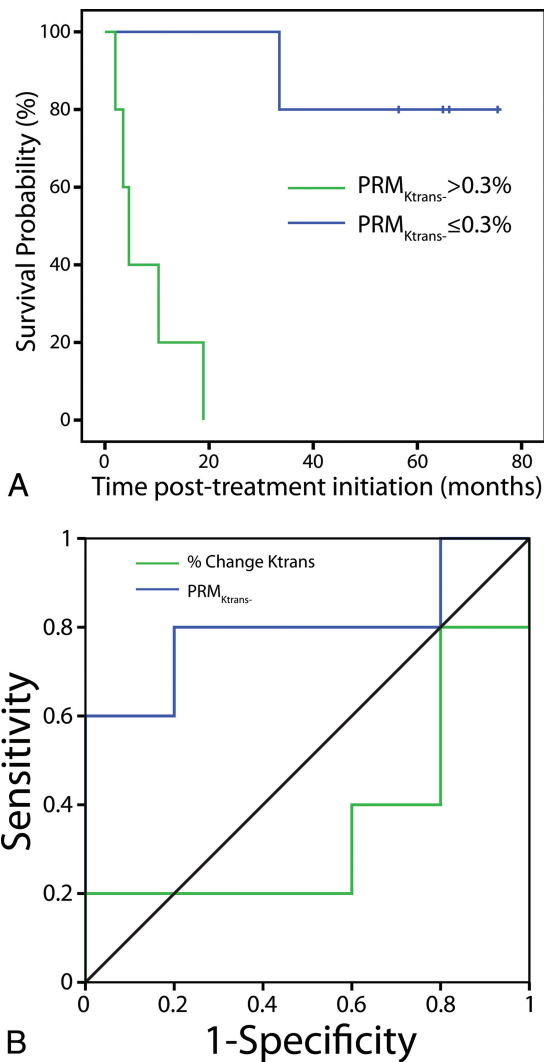 100
80
60
40
20
0
Survival Probability (%)
PRMKtrans->0.3%
PRMKtrans-≤0.3%
0 20 40 60 80
A Time post-treatment initiation (months)
1
0.8
0.6
0.4
0.2
0
Sensitivity
% Change Ktrans
PRMKtrans-
0 0.2 0.4 0.6 0.8 1
B 1-Specificity